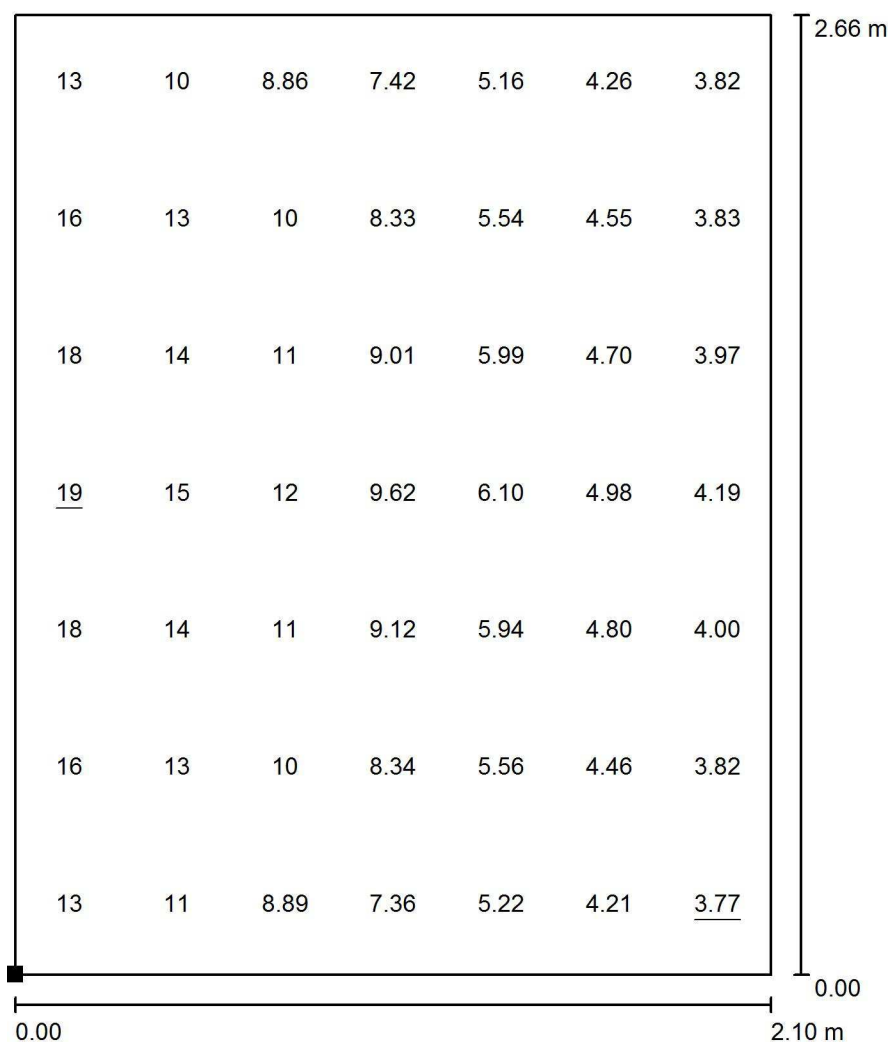 2.66 m
13 10 8.86 7.42 5.16 4.26 3.82
16 13 10 8.33 5.54 4.55 3.83
18 14 11 9.01 5.99 4.70 3.97
19 15 12 9.62 6.10 4.98 4.19
18 14 11 9.12 5.94 4.80 4.00
16 13 10 8.34 5.56 4.46 3.82
13 11 8.89 7.36 5.22 4.21 3.77
0.00
0.00 2.10 m